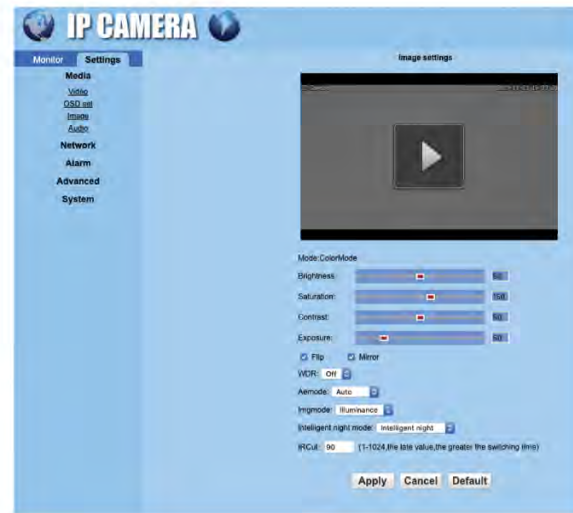 IP CAMERA
Monitor Settings
Image settings
Media
Video
OSD set
Image
Audio
Network
Alarm
Advanced
System
Mode:ColorMode
Brightness: 50
Saturation:
Contrast: 50
Exposure: 50
Flip Mirror
WDR: Off
Aemode: Auto
Imgmode: Illuminance
Intelligent night mode: Intelligent night
IRCut: 90 (1-1024,the late value,the greater the switching time)
Apply Cancel Default